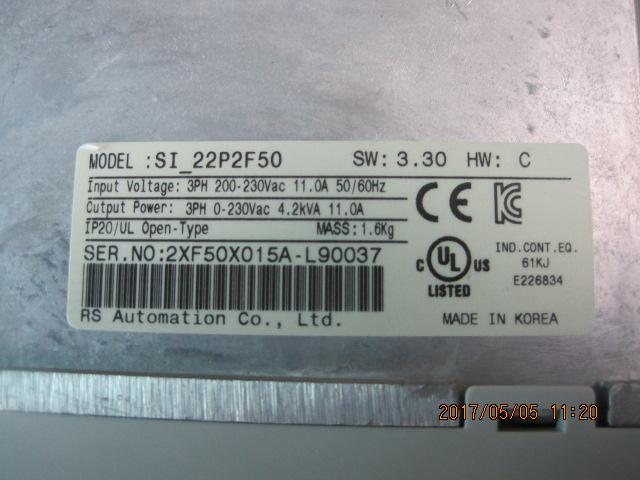 MODEL :SI_22P2F50 SW: 3.30 HW: C
Input Voltage: 3PH 200-230Vac 11.0A 50/60Hz
Output Power: 3PH 0-230Vac 4.2kVA 11.0A
IP20/UL Open-Type MASS: 1.6Kg
SER.NO:2XF50X015A-L90037
RS Automation Co., Ltd.
CE KC
C UL US
LISTED
IND.CONT.EQ.
61KJ
E226834
MADE IN KOREA
2017/05/05 11:20